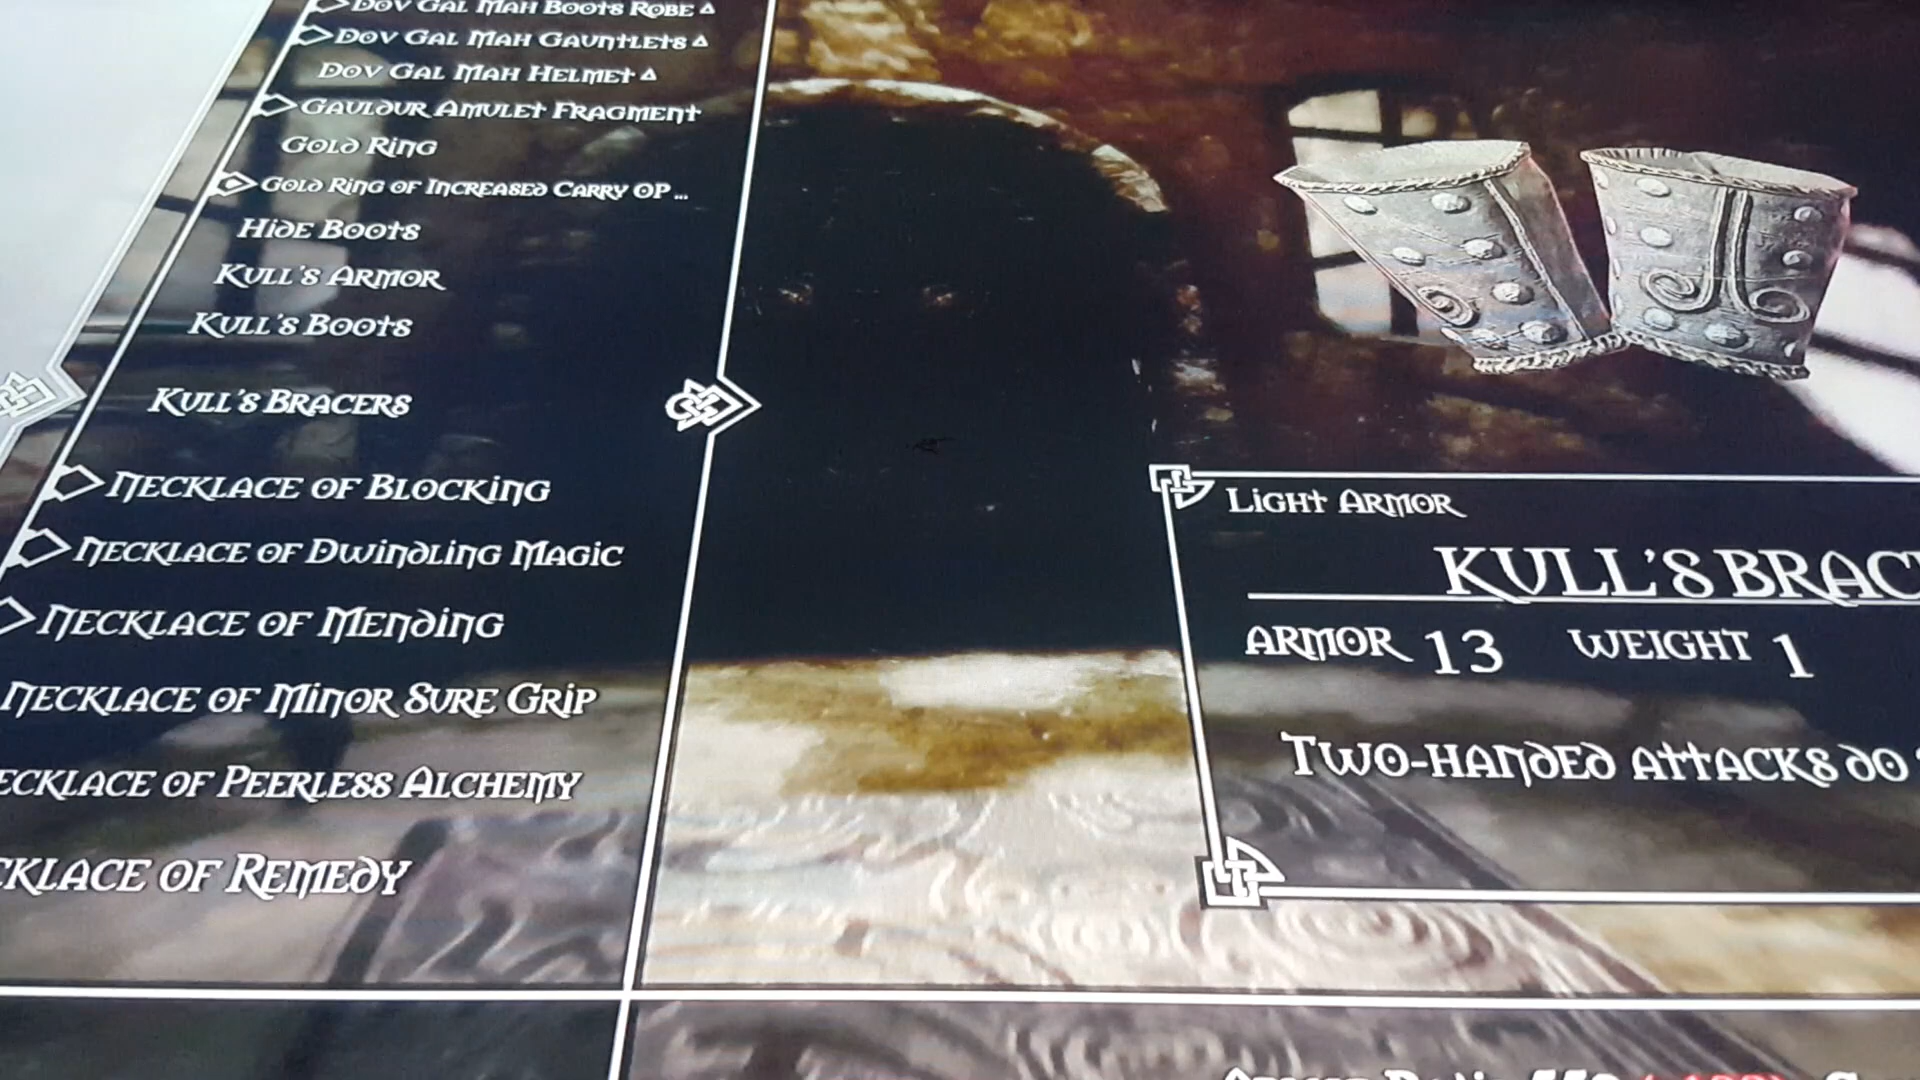 Dov Gal Mah Boots Robe
Dov Gal Mah Gauntlets
Dov Gal Mah Helmet
Gauldur Amulet Fragment
Gold Ring
Gold Ring of Increased Carry OP ...
Hide Boots
Kull's Armor
Kull's Boots
Kull's Bracers
Necklace of Blocking
Necklace of Dwindling Magic
Necklace of Mending
Necklace of Minor Sure Grip
ecklace of Peerless Alchemy
cklace of Remedy
Light Armor
KULL'S BRAC
ARMOR 13 WEIGHT 1
Two-handed attacks do